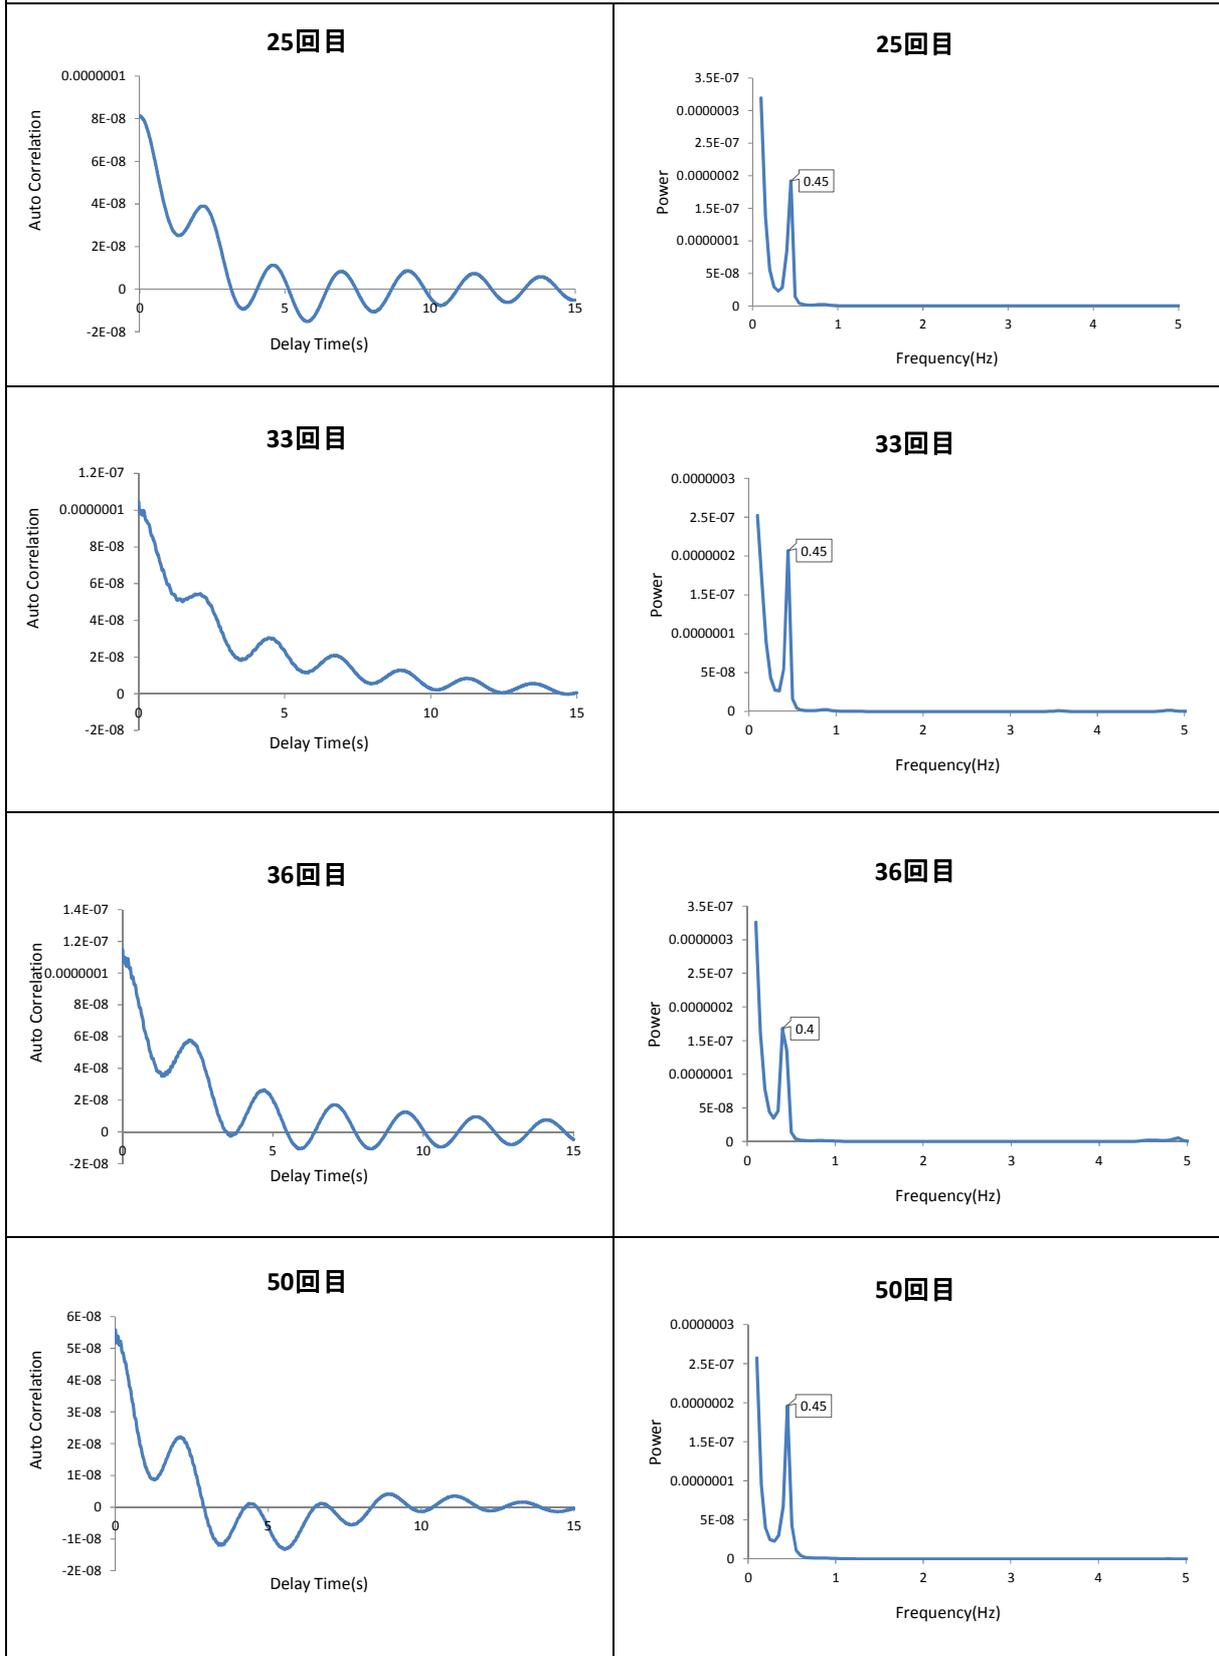 25回目
0.0000001
8E-08
6E-08
4E-08
2E-08
0
-2E-08
Auto Correlation
0 5 10 15
Delay Time(s)
25回目
3.5E-07
0.0000003
2.5E-07
0.0000002
1.5E-07
0.0000001
5E-08
0
Power
0.45
0 1 2 3 4 5
Frequency(Hz)
33回目
1.2E-07
0.0000001
8E-08
6E-08
4E-08
2E-08
0
-2E-08
Auto Correlation
0 5 10 15
Delay Time(s)
33回目
0.0000003
2.5E-07
0.0000002
1.5E-07
0.0000001
5E-08
0
Power
0.45
0 1 2 3 4 5
Frequency(Hz)
36回目
1.4E-07
1.2E-07
0.0000001
8E-08
6E-08
4E-08
2E-08
0
-2E-08
Auto Correlation
0 5 10 15
Delay Time(s)
36回目
3.5E-07
0.0000003
2.5E-07
0.0000002
1.5E-07
0.0000001
5E-08
0
Power
0.4
0 1 2 3 4 5
Frequency(Hz)
50回目
6E-08
5E-08
4E-08
3E-08
2E-08
1E-08
0
-1E-08
-2E-08
Auto Correlation
0 5 10 15
Delay Time(s)
50回目
0.0000003
2.5E-07
0.0000002
1.5E-07
0.0000001
5E-08
0
Power
0.45
0 1 2 3 4 5
Frequency(Hz)